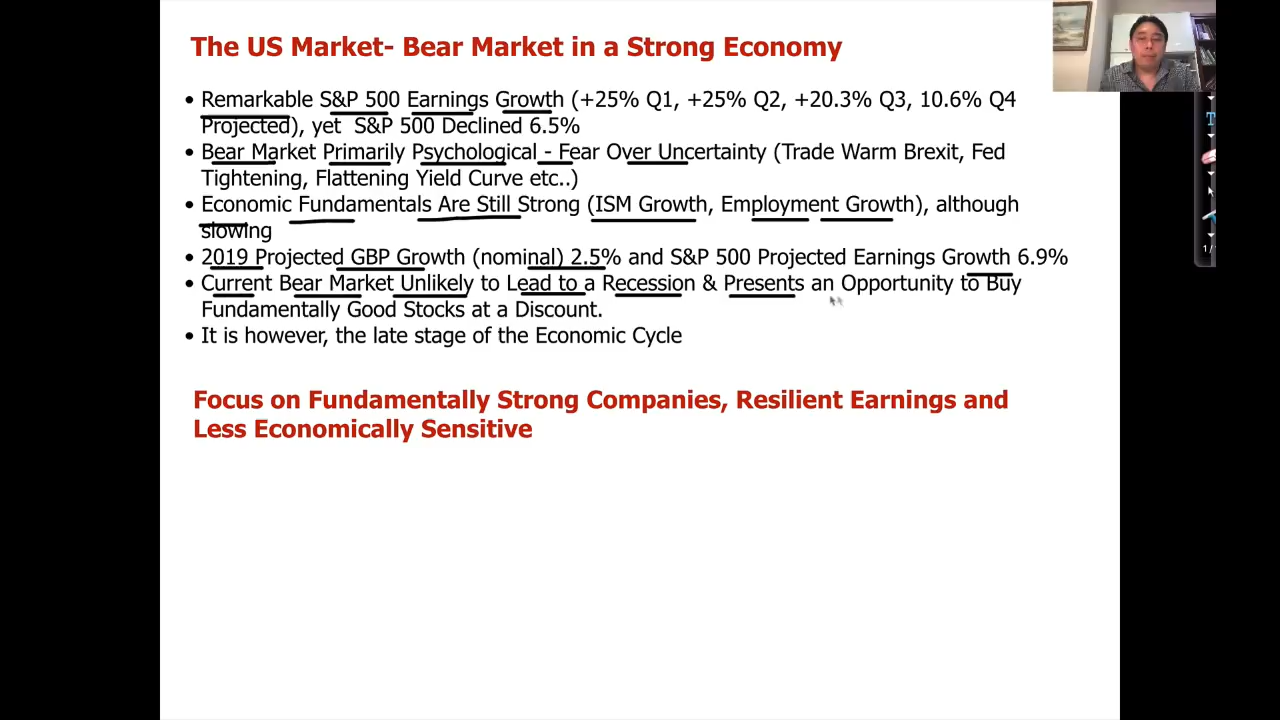 The US Market- Bear Market in a Strong Economy
• Remarkable S&P 500 Earnings Growth (+25% Q1, +25% Q2, +20.3% Q3, 10.6% Q4
Projected), yet S&P 500 Declined 6.5%
• Bear Market Primarily Psychological - Fear Over Uncertainty (Trade Warm Brexit, Fed
Tightening, Flattening Yield Curve etc..)
• Economic Fundamentals Are Still Strong (ISM Growth, Employment Growth), although
slowing
• 2019 Projected GBP Growth (nominal) 2.5% and S&P 500 Projected Earnings Growth 6.9%
• Current Bear Market Unlikely to Lead to a Recession & Presents an Opportunity to Buy
Fundamentally Good Stocks at a Discount.
• It is however, the late stage of the Economic Cycle
Focus on Fundamentally Strong Companies, Resilient Earnings and
Less Economically Sensitive